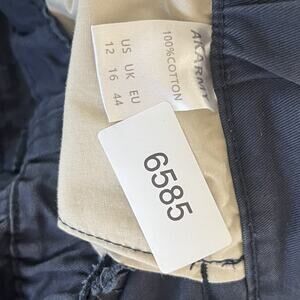 AKARMY
100%COTTON
US UK EU
12 16 44
6585